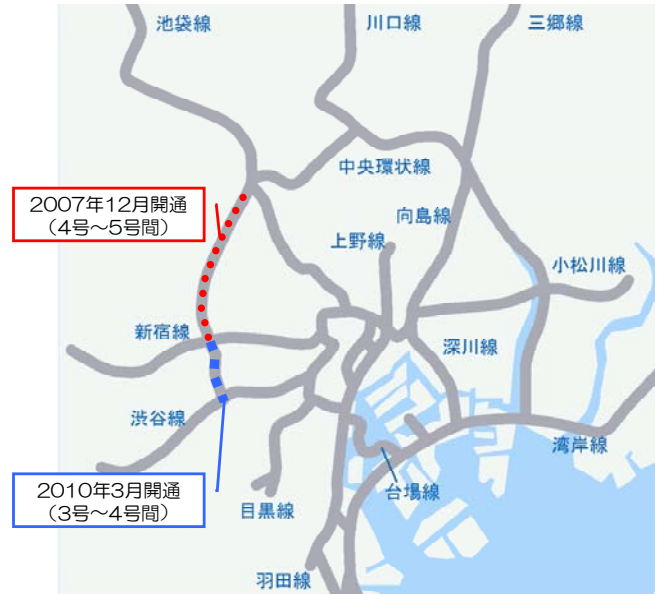 池袋線
川口線
三郷線
中央環状線
2007年12月開通
（4号～5号間）
向島線
上野線
小松川線
新宿線
深川線
渋谷線
湾岸線
2010年3月開通
（3号～4号間）
台場線
目黒線
羽田線